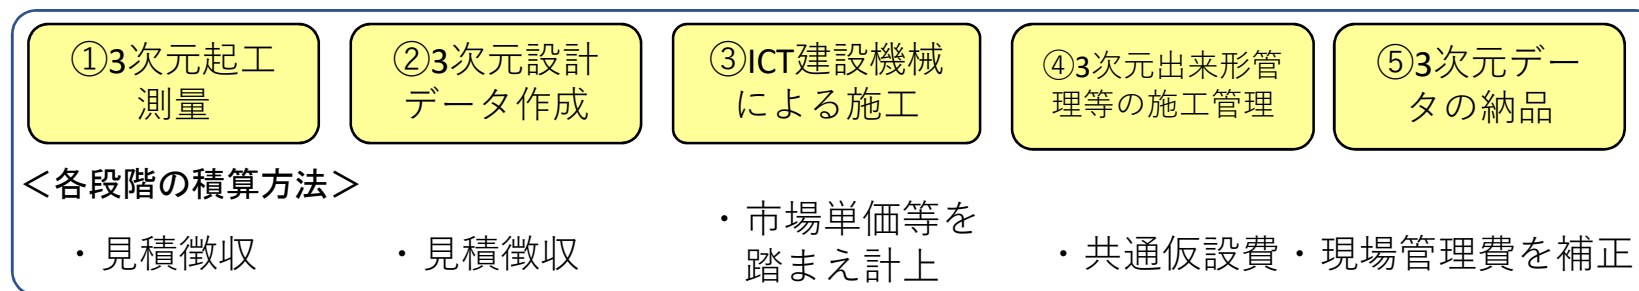 ①3次元起工
測量
②3次元設計
データ作成
③ICT建設機械
による施工
④3次元出来形管
理等の施工管理
⑤3次元デー
タの納品
＜各段階の積算方法＞
・見積徴収
・見積徴収
・市場単価等を
踏まえ計上
・共通仮設費・現場管理費を補正